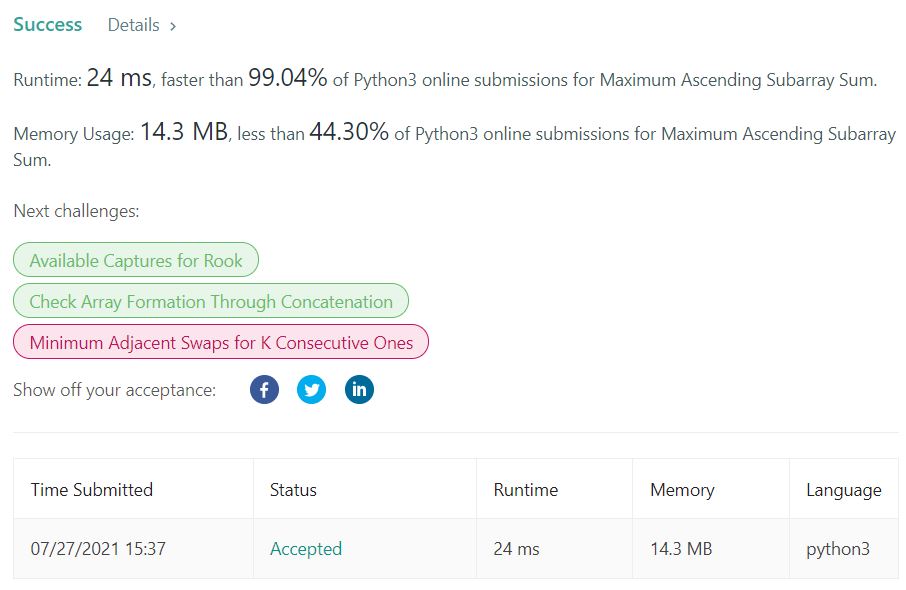 Success Details >
Runtime: 24 ms, faster than 99.04% of Python3 online submissions for Maximum Ascending Subarray Sum.
Memory Usage: 14.3 MB, less than 44.30% of Python3 online submissions for Maximum Ascending Subarray
Sum.
Next challenges:
Available Captures for Rook
Check Array Formation Through Concatenation
Minimum Adjacent Swaps for K Consecutive Ones
Show off your acceptance:
Time Submitted Status Runtime Memory Language
07/27/2021 15:37 Accepted 24 ms 14.3 MB python3